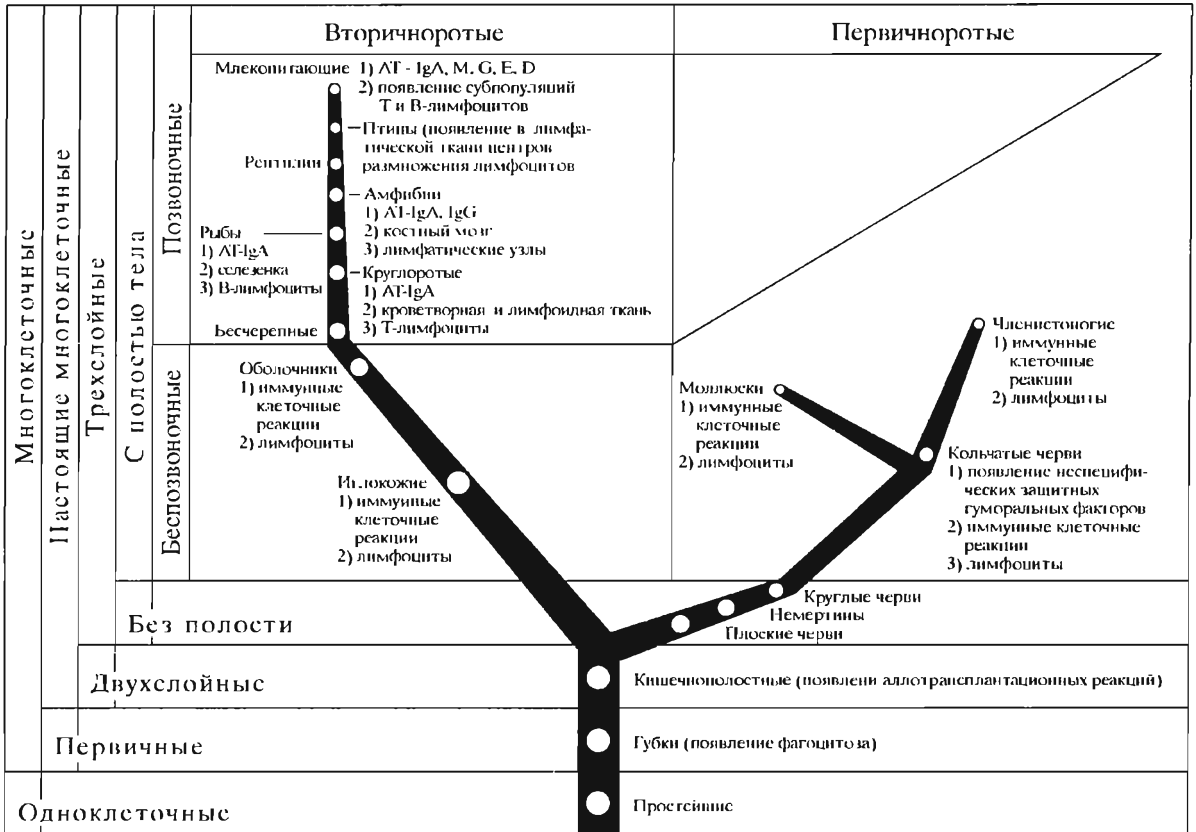 Вторичноротые
Первичноротые
Многоклеточные
Настоящие многоклеточные
Трехслойные
С полостью тела
Позвоночные
Беспозвоночные
Млекопитающие
1) АТ - IgA, M, G, E, D
2) появление субпопуляций
Т и В-лимфоцитов
Птицы (появление в лимфа-
тической ткани центров
размножения лимфоцитов
Рептилии
Амфибии
1) АТ-IgA, IgG
2) костный мозг
3) лимфатические узлы
Рыбы
1) АТ-IgA
2) селезенка
3) В-лимфоциты
Круглоротые
1) АТ-IgA
2) кроветворная и лимфоидная ткань
3) Т-лимфоциты
Бесчерепные
Оболочники
1) иммунные
клеточные
реакции
2) лимфоциты
Иглокожие
1) иммунные
клеточные
реакции
2) лимфоциты
Членистоногие
1) иммунные
клеточные
реакции
2) лимфоциты
Моллюски
1) иммунные
клеточные
реакции
2) лимфоциты
Кольчатые черви
1) появление неспецифи-
ческих защитных
гуморальных факторов
2) иммунные клеточные
реакции
3) лимфоциты
Без полости
Круглые черви
Немертины
Плоские черви
Двухслойные
Кишечнополостные (появлени аллотрансплантационных реакций)
Первичные
Губки (появление фагоцитоза)
Одноклеточные
Простейшие